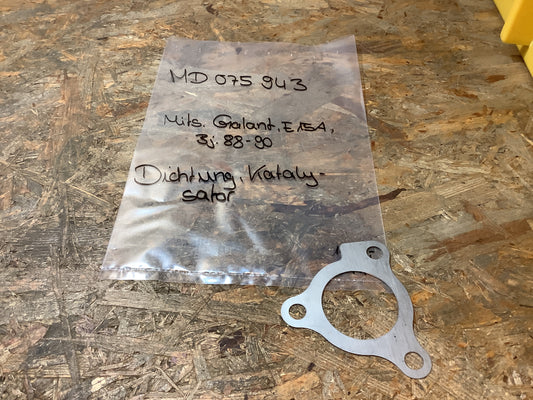 MD 075 943
Mits. Galant, E15A,
Bj. 88-90
Dichtung, Kataly-
sator